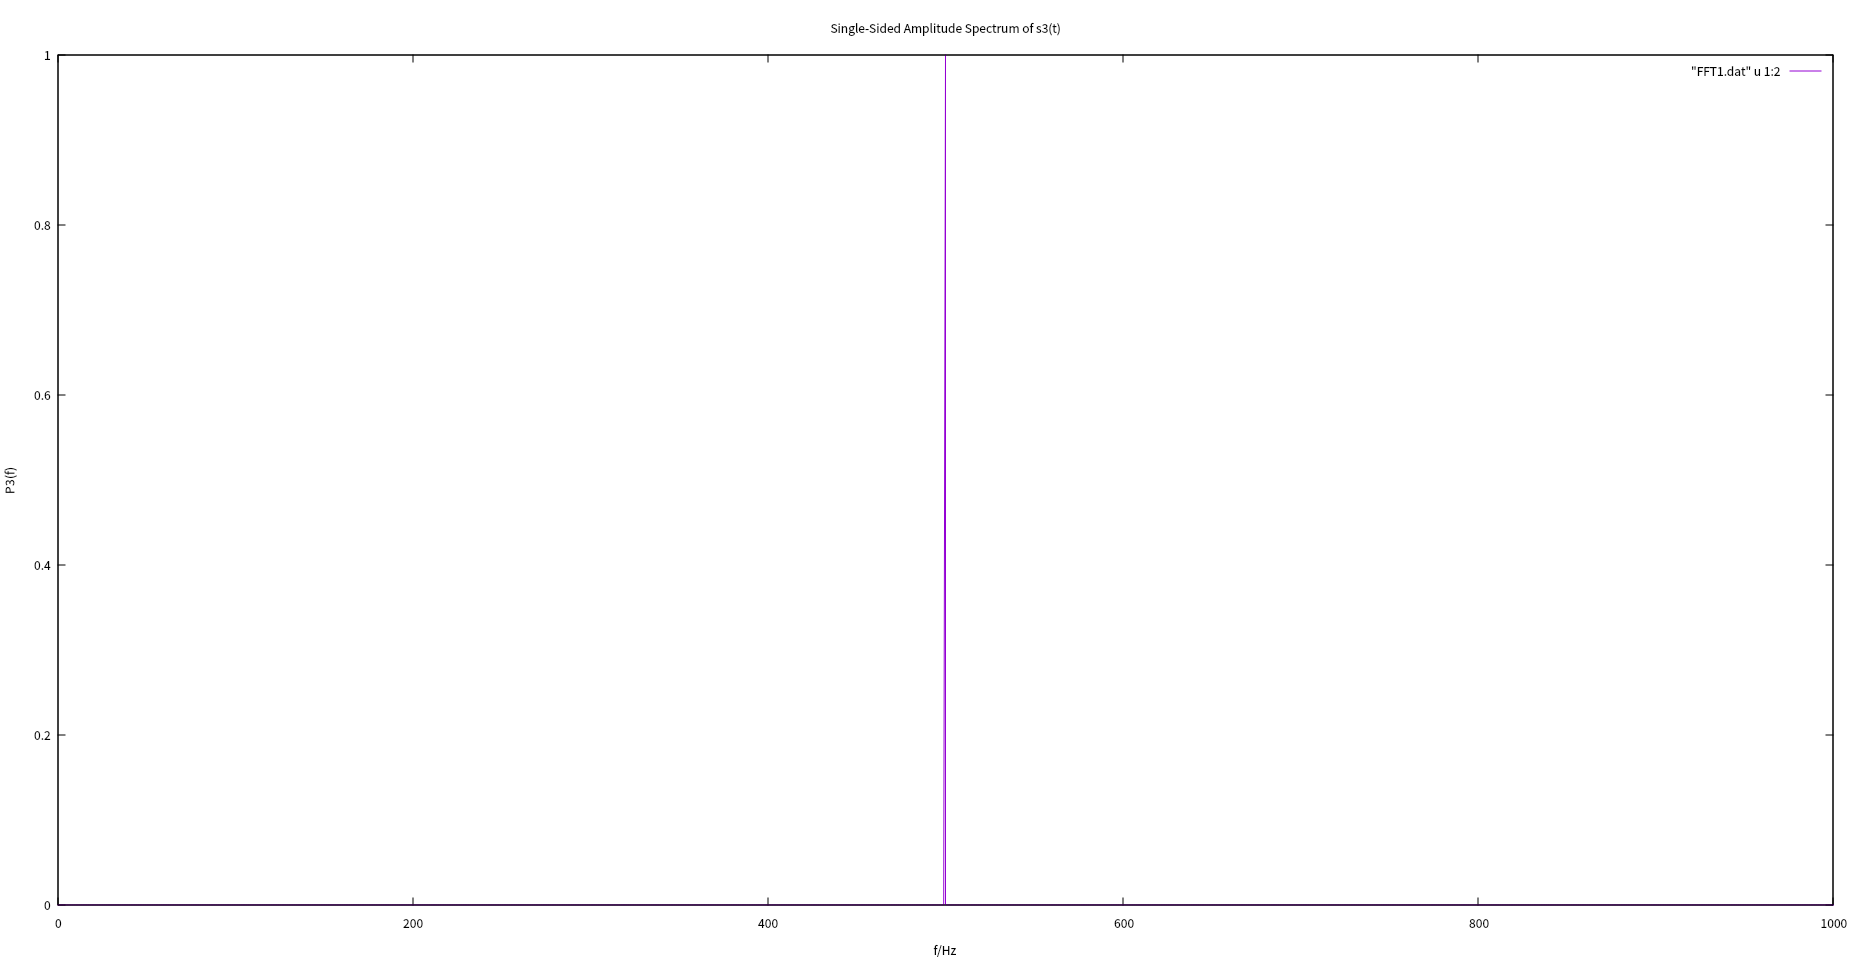 Single-Sided Amplitude Spectrum of s3(t)
"FFT1.dat" u 1:2
1
0.8
0.6
0.4
0.2
0
P3(f)
0 200 400 600 800 1000
f/Hz